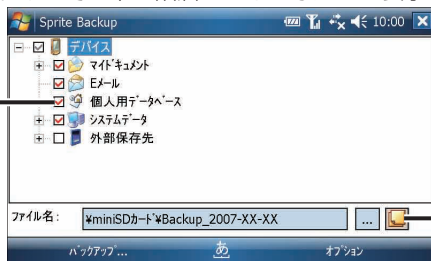 Sprite Backup 10:00
デバイス
マイドキュメント
Eメール
個人用データベース
システムデータ
外部保存先
ファイル名: ¥miniSDカード¥Backup_2007-XX-XX ...
バックアップ... あ オプション